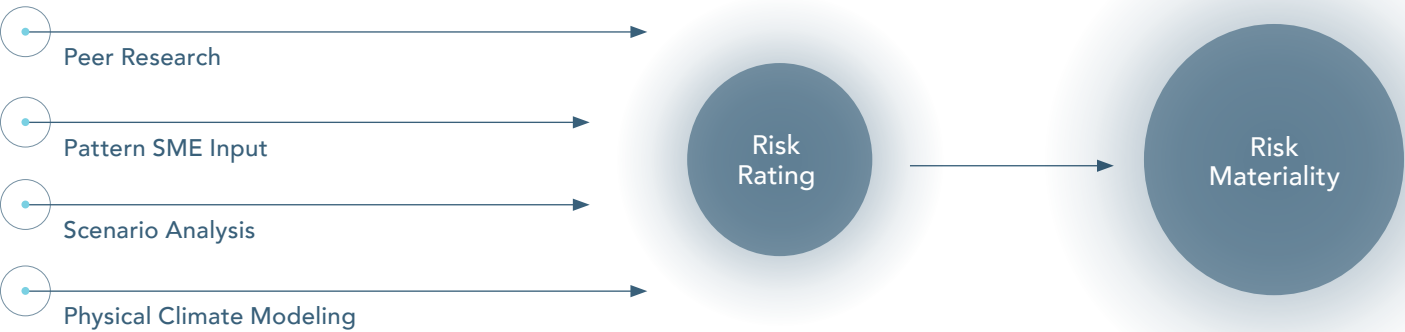 Peer Research
Pattern SME Input
Scenario Analysis
Physical Climate Modeling
Risk
Rating
Risk
Materiality